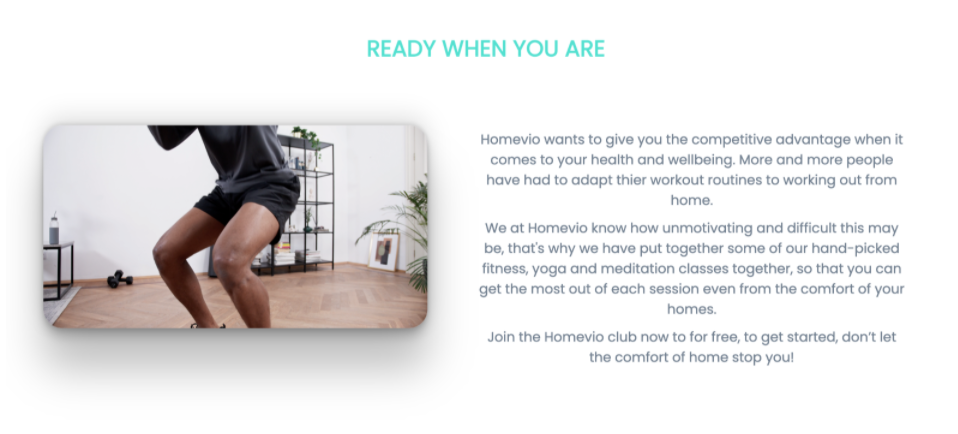 READY WHEN YOU ARE
Homevio wants to give you the competitive advantage when it
comes to your health and wellbeing. More and more people
have had to adapt thier workout routines to working out from
home.
We at Homevio know how unmotivating and difficult this may
be, that's why we have put together some of our hand-picked
fitness, yoga and meditation classes together, so that you can
get the most out of each session even from the comfort of your
homes.
Join the Homevio club now to for free, to get started, don't let
the comfort of home stop you!